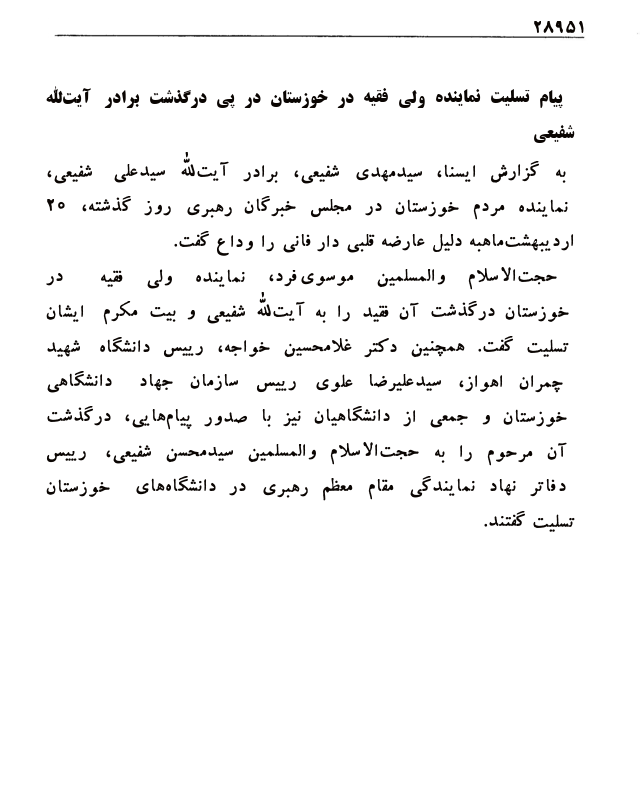 ۲۸۹۵۱
پیام تسلیت نماینده ولی فقیه در خوزستان در پی درگذشت برادر آیت‌الله
شفیعی
به گزارش ایسنا، سیدمهدی شفیعی، برادر آیت‌الله سیدعلی شفیعی،
نماینده مردم خوزستان در مجلس خبرگان رهبری روز گذشته، ۲۵
اردیبهشت‌ماهبه دلیل عارضه قلبی دار فانی را وداع گفت.
حجت‌الاسلام والمسلمین موسوی‌فرد، نماینده ولی فقیه در
خوزستان درگذشت آن فقید را به آیت‌الله شفیعی و بیت مکرم ایشان
تسلیت گفت. همچنین دکتر غلامحسین خواجه، رییس دانشگاه شهید
چمران اهواز، سیدعلیرضا علوی رییس سازمان جهاد دانشگاهی
خوزستان و جمعی از دانشگاهیان نیز با صدور پیام‌هایی، درگذشت
آن مرحوم را به حجت‌الاسلام والمسلمین سیدمحسن شفیعی، رییس
دفاتر نهاد نمایندگی مقام معظم رهبری در دانشگاه‌های خوزستان
تسلیت گفتند.